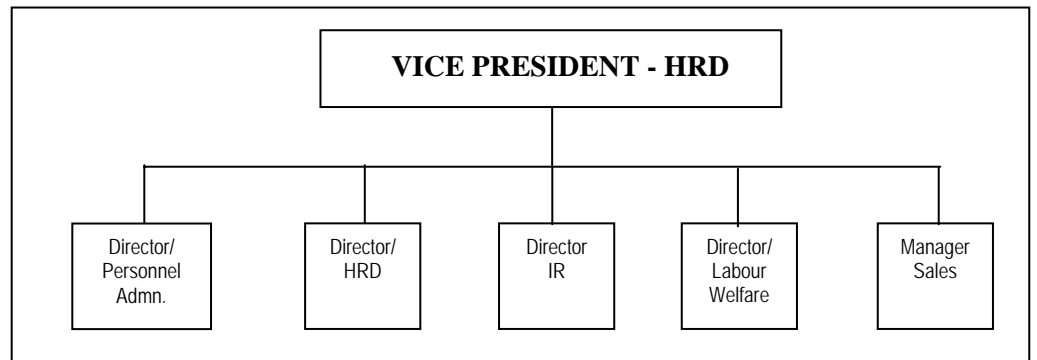 VICE PRESIDENT - HRD
Director/
Personnel
Admn.
Director/
HRD
Director
IR
Director/
Labour
Welfare
Manager
Sales